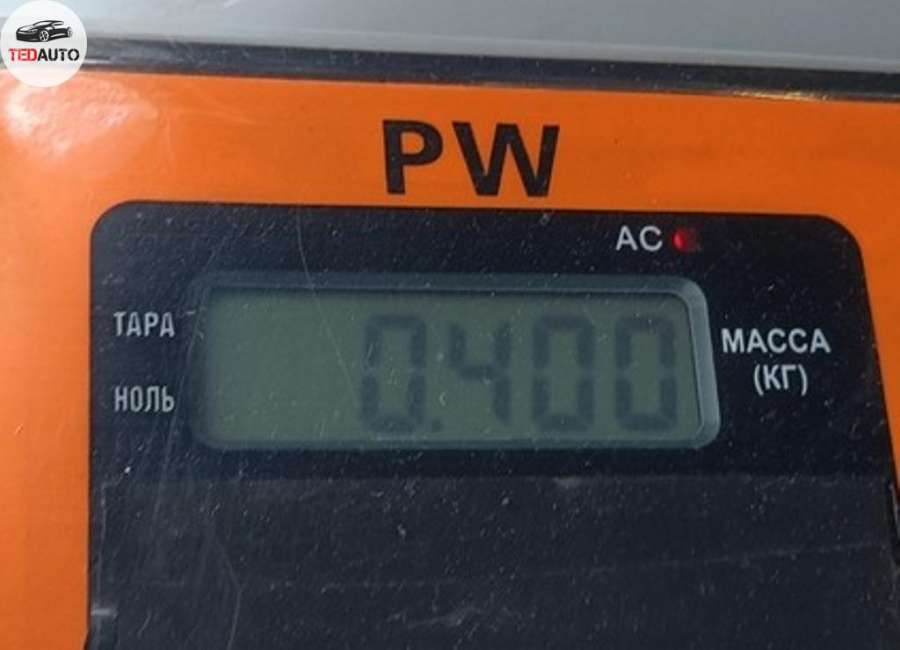 TEDAUTO
PW
AC
ТАРА
НОЛЬ
0.400
МАССА
(КГ)